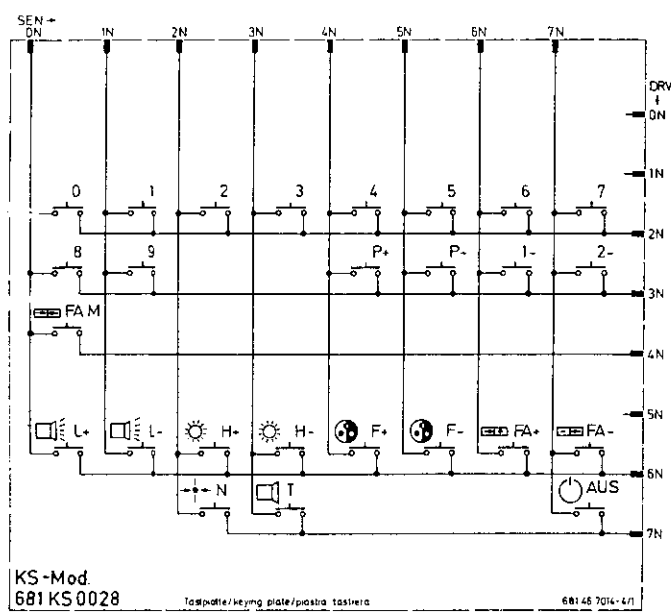 SEN →
0N 1N 2N 3N 4N 5N 6N 7N
DRV
0N
1N
0 1 2 3 4 5 6 7
2N
8 9 P+ P- 1- 2-
3N
FA M
4N
5N
L+ L- H+ H- F+ F- FA+ FA-
6N
N T AUS
7N
KS-Mod.
681 KS 0028
Tastplatte/keying plate/piastra tastiera
681 46 7014-4/1